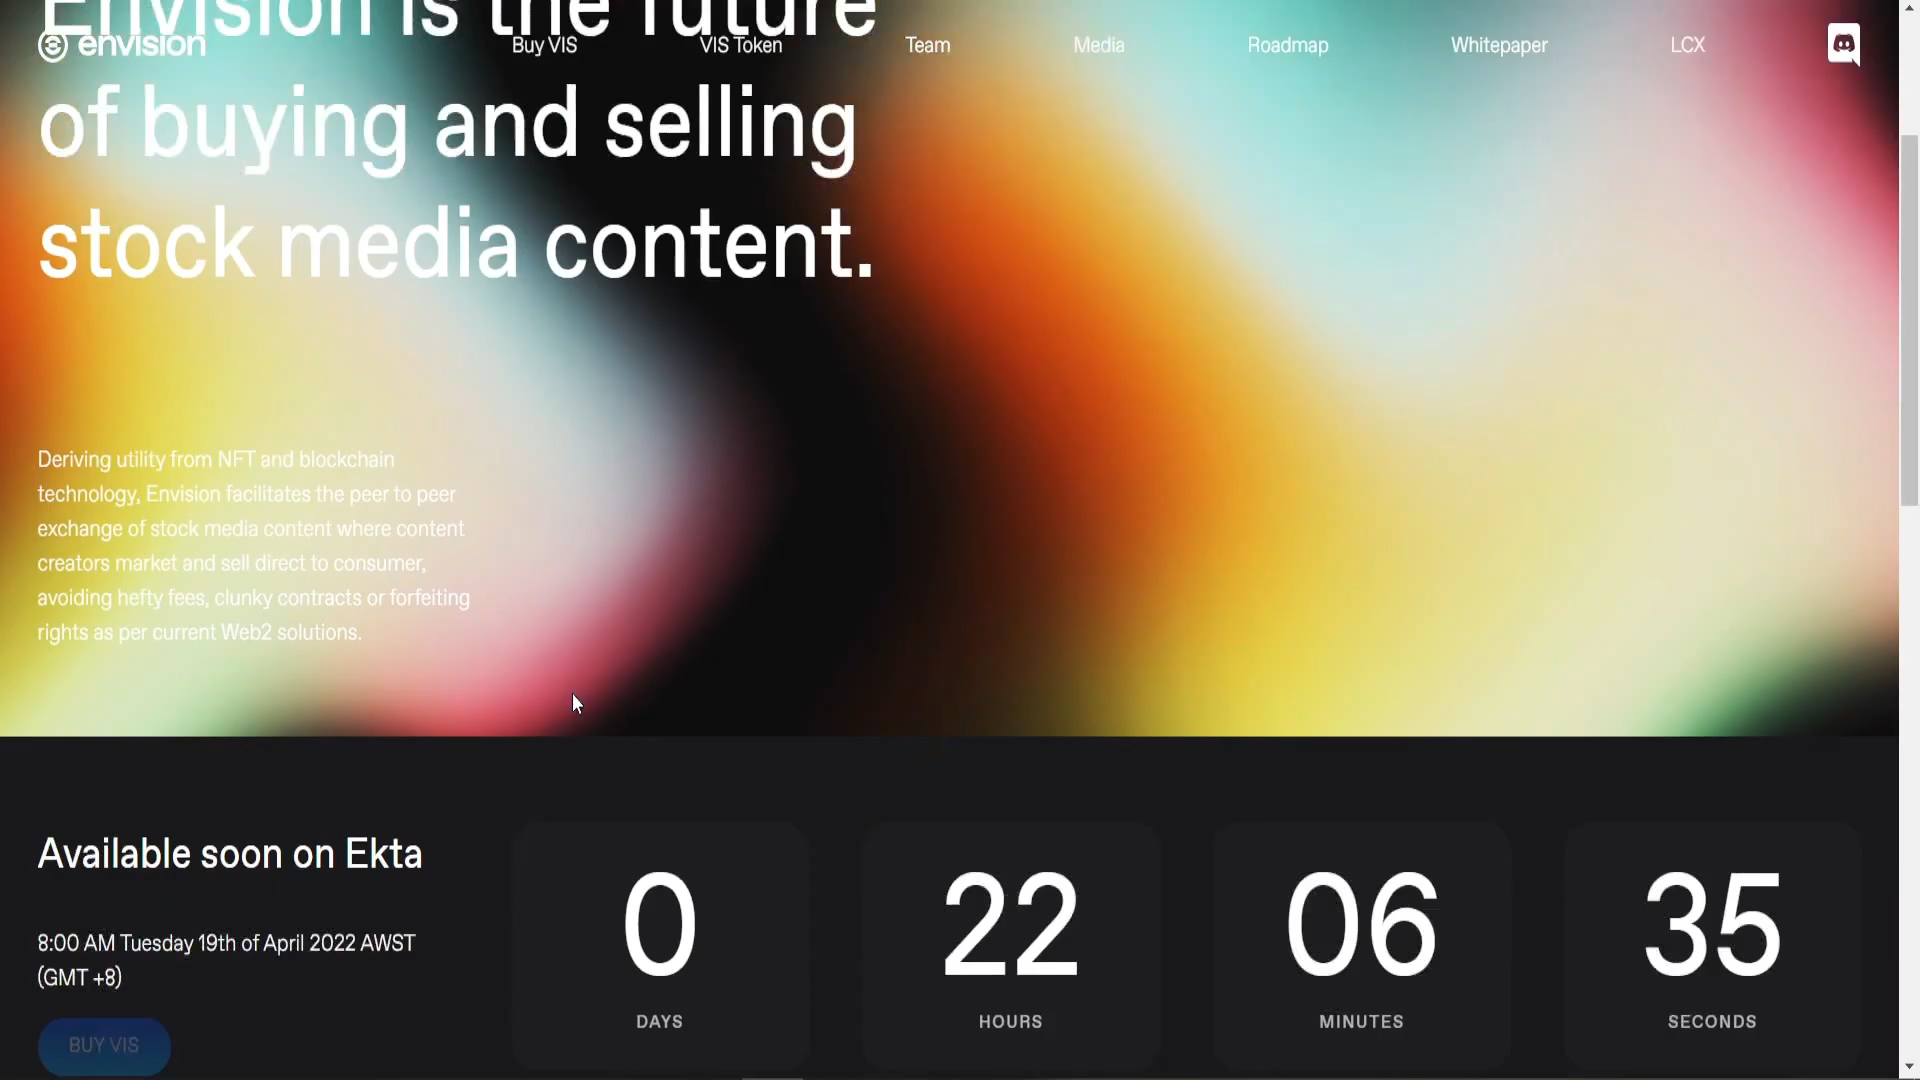 Envision is the future
envision
Buy VIS
VIS Token
Team
Media
Roadmap
Whitepaper
LCX
of buying and selling
stock media content.
Deriving utility from NFT and blockchain
technology, Envision facilitates the peer to peer
exchange of stock media content where content
creators market and sell direct to consumer,
avoiding hefty fees, clunky contracts or forfeiting
rights as per current Web2 solutions.
Available soon on Ekta
8:00 AM Tuesday 19th of April 2022 AWST
(GMT +8)
BUY VIS
0
DAYS
22
HOURS
06
MINUTES
35
SECONDS